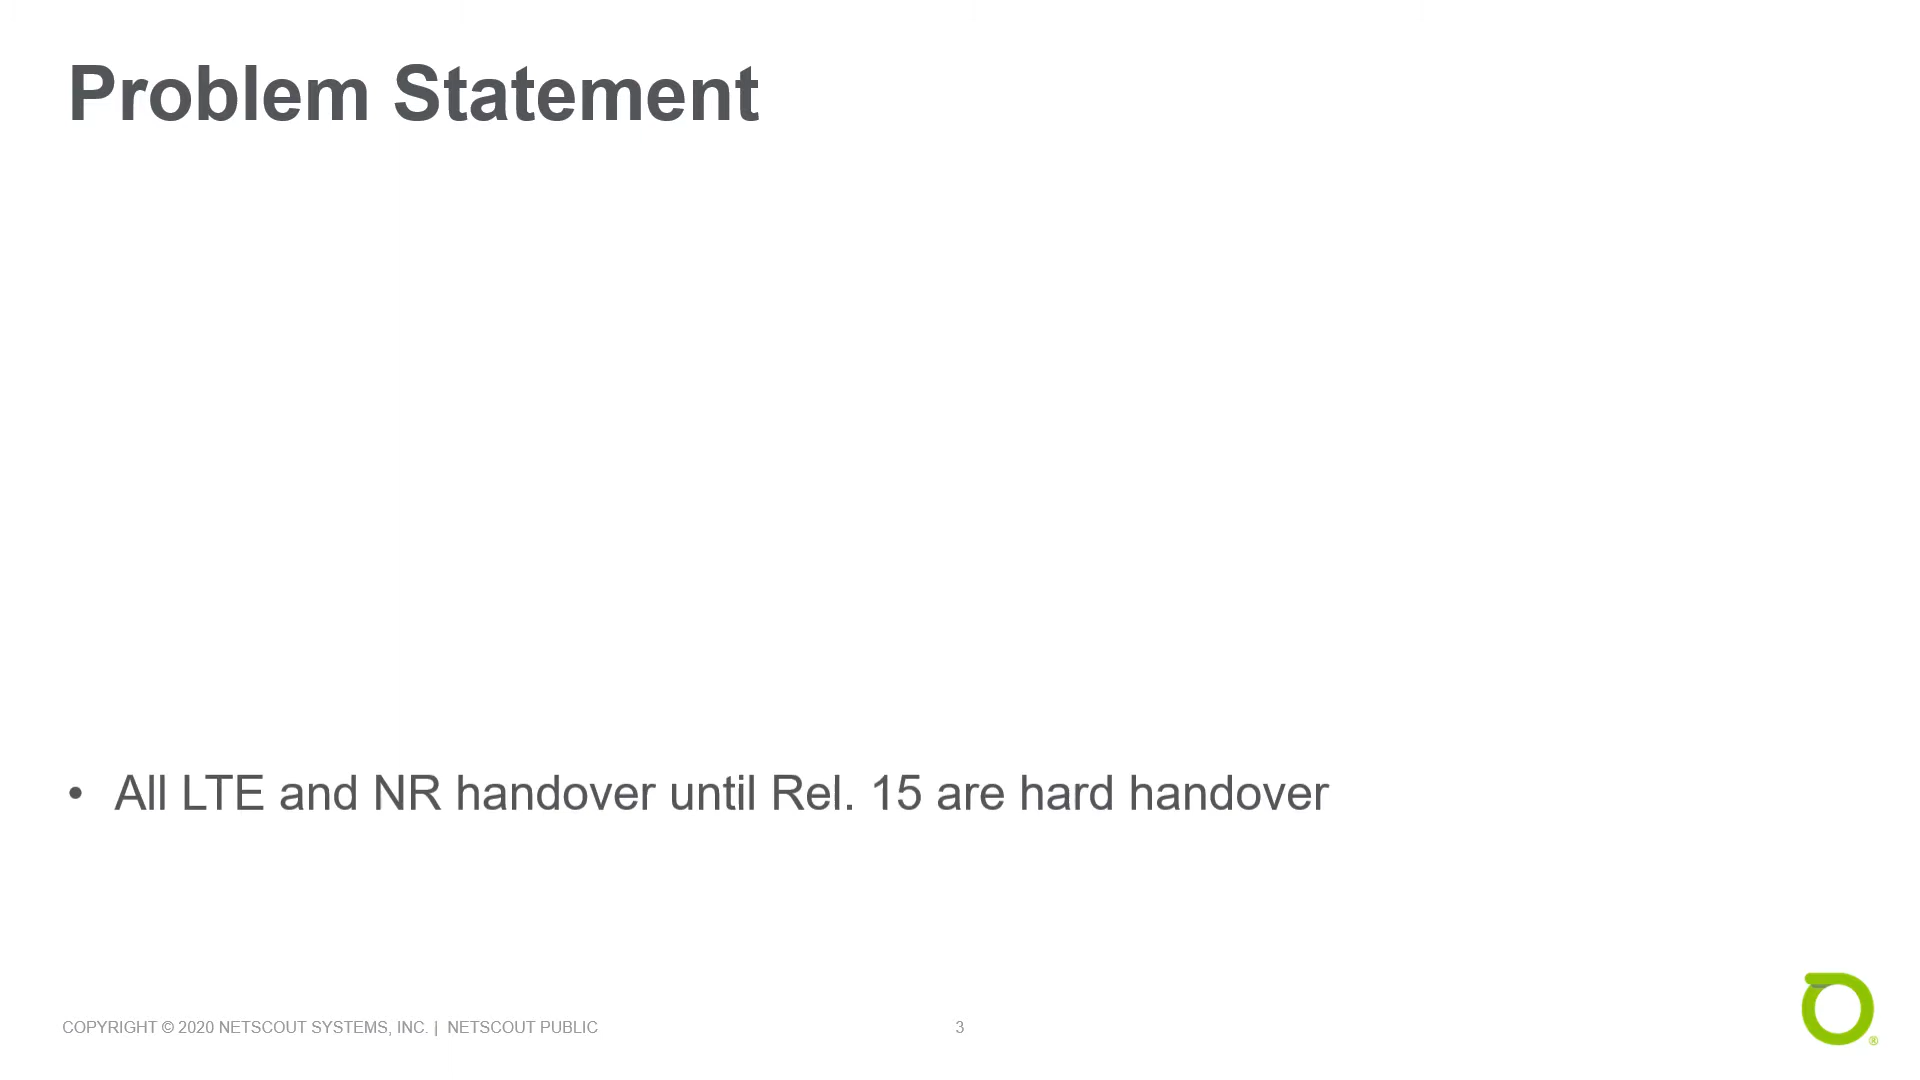 Problem Statement
• All LTE and NR handover until Rel. 15 are hard handover
COPYRIGHT © 2020 NETSCOUT SYSTEMS, INC. | NETSCOUT PUBLIC
3
®